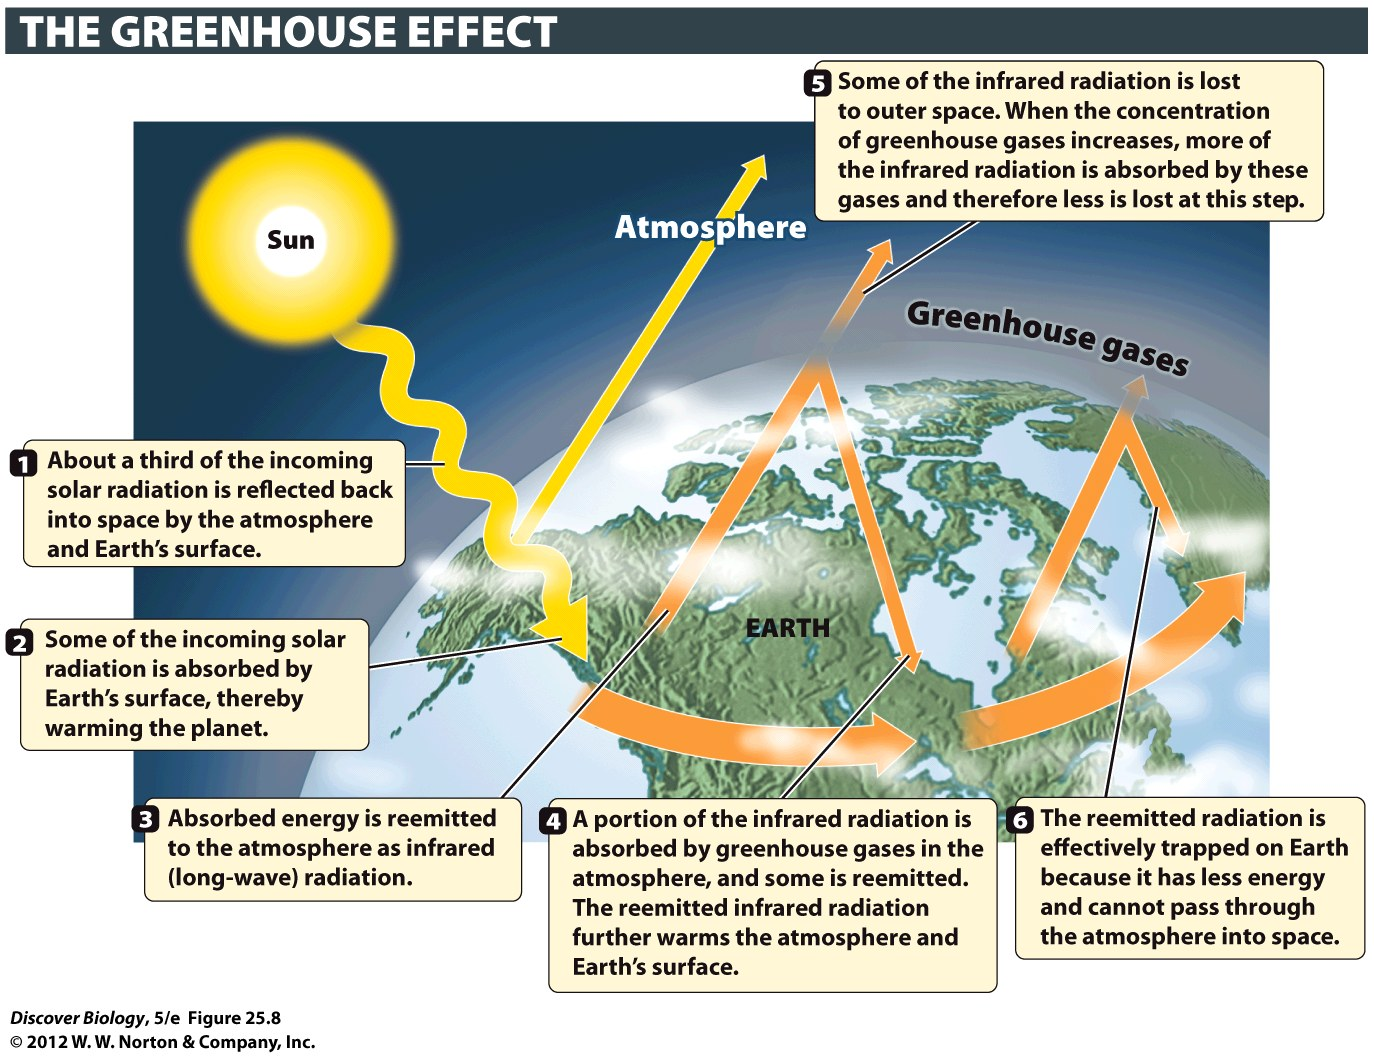 THE GREENHOUSE EFFECT
5 Some of the infrared radiation is lost
to outer space. When the concentration
of greenhouse gases increases, more of
the infrared radiation is absorbed by these
gases and therefore less is lost at this step.
Sun
Atmosphere
Greenhouse gases
1 About a third of the incoming
solar radiation is reflected back
into space by the atmosphere
and Earth's surface.
2 Some of the incoming solar
radiation is absorbed by
Earth's surface, thereby
warming the planet.
EARTH
3 Absorbed energy is reemitted
to the atmosphere as infrared
(long-wave) radiation.
4 A portion of the infrared radiation is
absorbed by greenhouse gases in the
atmosphere, and some is reemitted.
The reemitted infrared radiation
further warms the atmosphere and
Earth's surface.
6 The reemitted radiation is
effectively trapped on Earth
because it has less energy
and cannot pass through
the atmosphere into space.
Discover Biology, 5/e Figure 25.8
© 2012 W. W. Norton & Company, Inc.